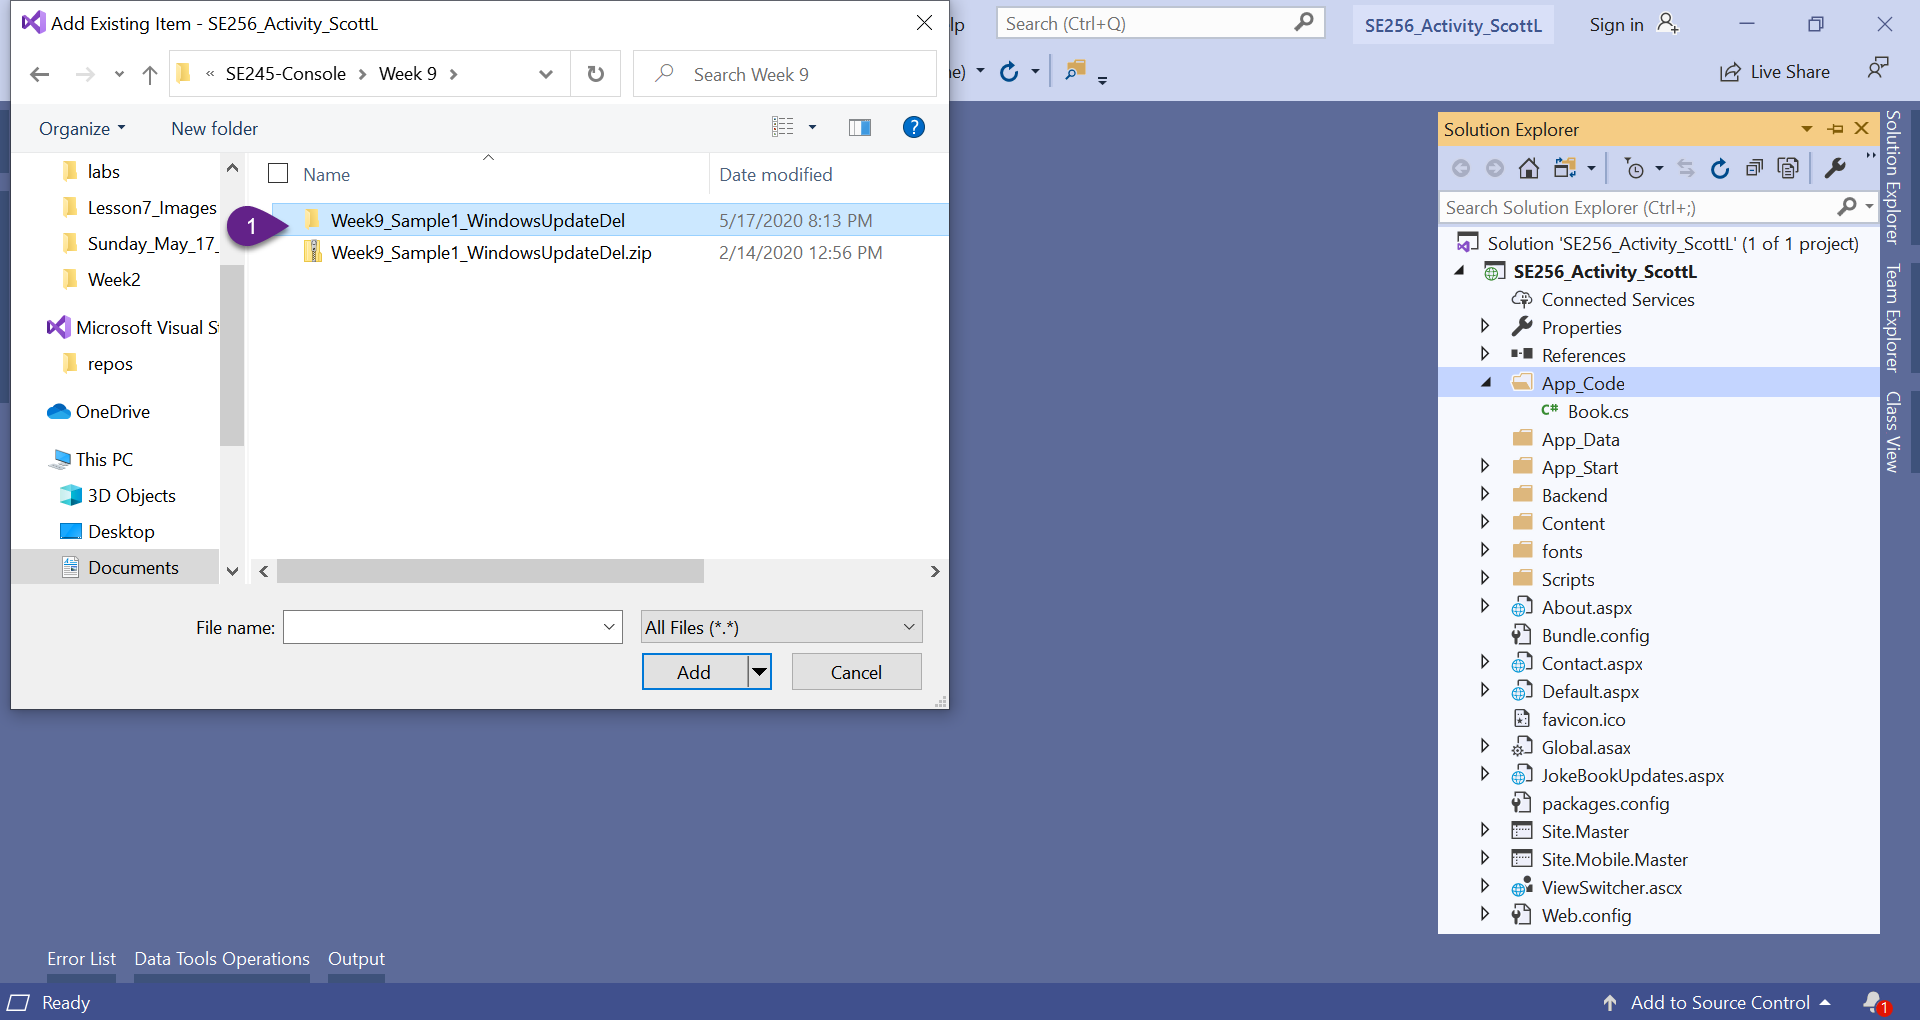 Add Existing Item - SE256_Activity_ScottL
lp
Search (Ctrl+Q)
SE256_Activity_ScottL
Sign in
« SE245-Console > Week 9 >
Search Week 9
e)
Live Share
Organize
New folder
?
Name
Date modified
labs
Lesson7_Images
Sunday_May_17_
Week2
Microsoft Visual St
repos
OneDrive
This PC
3D Objects
Desktop
Documents
1
Week9_Sample1_WindowsUpdateDel 5/17/2020 8:13 PM
Week9_Sample1_WindowsUpdateDel.zip 2/14/2020 12:56 PM
File name:
All Files (*.*)
Add
Cancel
Solution Explorer
Search Solution Explorer (Ctrl+;)
Solution 'SE256_Activity_ScottL' (1 of 1 project)
SE256_Activity_ScottL
Connected Services
Properties
References
App_Code
C# Book.cs
App_Data
App_Start
Backend
Content
fonts
Scripts
About.aspx
Bundle.config
Contact.aspx
Default.aspx
favicon.ico
Global.asax
JokeBookUpdates.aspx
packages.config
Site.Master
Site.Mobile.Master
ViewSwitcher.ascx
Web.config
Solution Explorer
Team Explorer
Class View
Error List
Data Tools Operations
Output
Ready
Add to Source Control
1